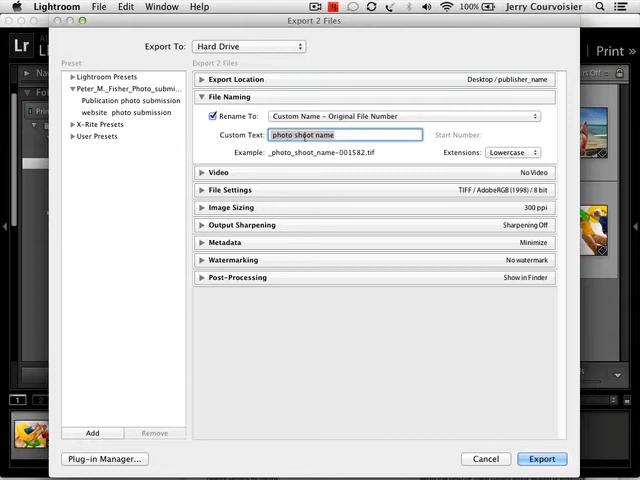 Lightroom File Edit Window Help 100% Jerry Courvoisier
Export 2 Files
Lr
Print
Export To: Hard Drive
Preset:
Export 2 Files
Lightroom Presets
Peter_M._Fisher_Photo_submi...
Publication photo submission
website photo submission
X-Rite Presets
User Presets
Export Location Desktop / publisher_name
File Naming
Rename To: Custom Name - Original File Number
Custom Text: photo shoot name Start Number:
Example: _photo_shoot_name-001582.tif Extensions: Lowercase
Video No Video
File Settings TIFF / AdobeRGB (1998) / 8 bit
Image Sizing 300 ppi
Output Sharpening Sharpening Off
Metadata Minimize
Watermarking No watermark
Post-Processing Show in Finder
1 2
Add Remove
Plug-in Manager... Cancel Export